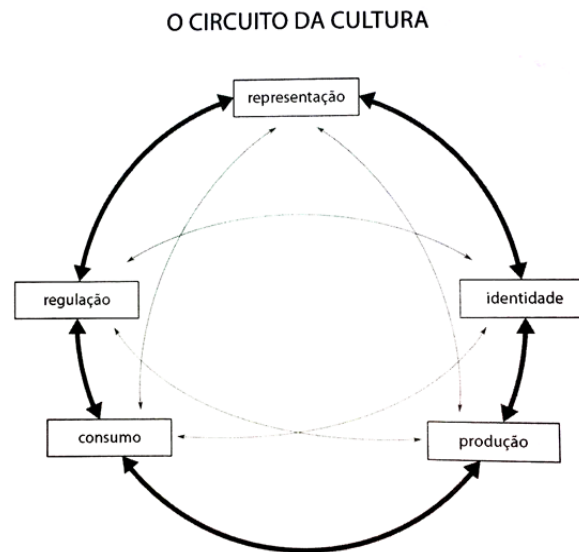 O CIRCUITO DA CULTURA
representação
regulação
identidade
consumo
produção